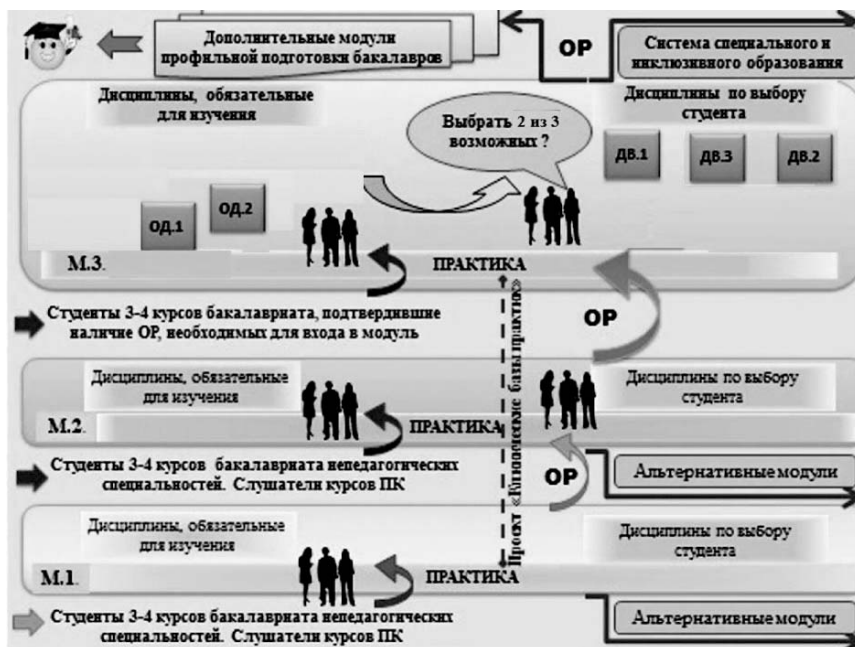 Дополнительные модули
профильной подготовки бакалавров
ОР
Система специального и
инклюзивного образования
Дисциплины, обязательные
для изучения
Выбрать 2 из 3
возможных ?
Дисциплины по выбору
студента
ДВ.1
ДВ.3
ДВ.2
ОД.1
ОД.2
М.3.
ПРАКТИКА
Студенты 3-4 курсов бакалавриата, подтвердившие
наличие ОР, необходимых для входа в модуль
ОР
Проект «Клинические базы практик»
Дисциплины, обязательные
для изучения
Дисциплины по выбору
студента
М.2.
ПРАКТИКА
Студенты 3-4 курсов бакалавриата непедагогических
специальностей. Слушатели курсов ПК
ОР
Альтернативные модули
Дисциплины, обязательные
для изучения
Дисциплины по выбору
студента
М.1.
ПРАКТИКА
Студенты 3-4 курсов бакалавриата непедагогических
специальностей. Слушатели курсов ПК
Альтернативные модули